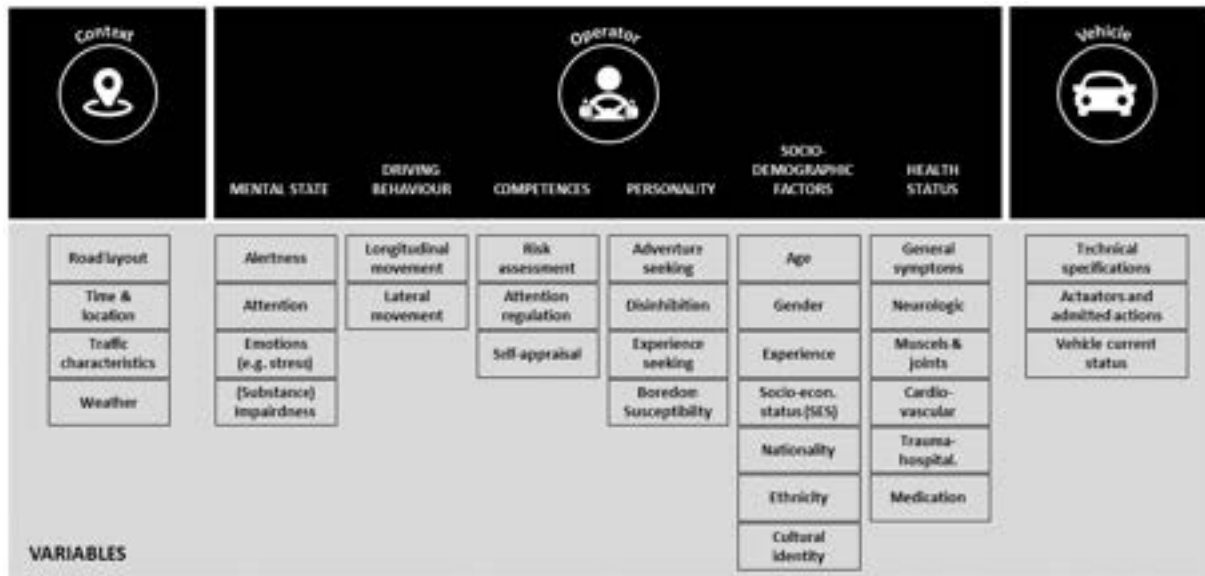 Context
Operator
Vehicle
MENTAL STATE
DRIVING
BEHAVIOUR
COMPETENCES
PERSONALITY
SOCIO-
DEMOGRAPHIC
FACTORS
HEALTH
STATUS
Road layout
Time &
location
Traffic
characteristics
Weather
Alertness
Attention
Emotions
(e.g. stress)
(Substance)
Impairdness
Longitudinal
movement
Lateral
movement
Risk
assessment
Attention
regulation
Self-appraisal
Adventure
seeking
Disinhibition
Experience
seeking
Boredom
Susceptibility
Age
Gender
Experience
Socio-econ.
status (SES)
Nationality
Ethnicity
Cultural
identity
General
symptoms
Neurologic
Muscels &
joints
Cardio-
vascular
Trauma-
hospital.
Medication
Technical
specifications
Actuators and
admitted actions
Vehicle current
status
VARIABLES